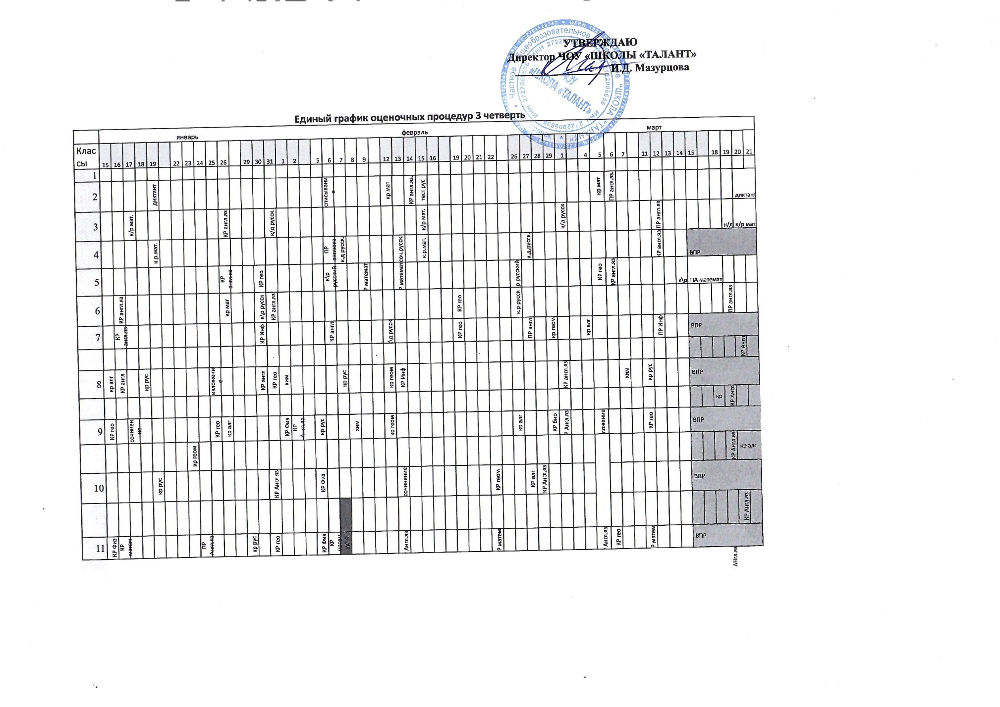 УТВЕРЖДАЮ
Директор ЧОУ «ШКОЛЫ «ТАЛАНТ»
И.Д. Мазурцова
Частное общеобразовательное "ШКОЛА "ТАЛАНТ"
ОГРН 1022701129747
ИНН 2722005636
ЧОУ
«ШКОЛА «ТАЛАНТ»
Единый график оценочных процедур 3 четверть
январь февраль март
Клас
сы 15 16 17 18 19 22 23 24 25 26 29 30 31 1 2 5 6 7 8 9 12 13 14 15 16 19 20 21 22 26 27 28 29 1 4 5 6 7 11 12 13 14 15 18 19 20 21
1
2 диктант списывание кр мат КР англ.яз. тест рус кр мат ПР англ.яз. диктант
3 к/р мат. КР англ.яз к/д русск. к/р мат. к/д русск ПР англ.яз к/д к/р мат.
4 к.р.мат. ПР англюяз к.д русск. соч.русск. к.р.мат. к.д.русск. КР англ.яз ВПР
5 КР англ.яз КР гео к\р русский Р математ Р математ р русский КР гео КР англ.яз к\р ПА математ
6 КР англ.яз кр мат к\р русск КР англ.яз КР гео к.р русск ПР англ.яз
7 КР англ.яз КР Инф КР англ \д русск КР гео ПР англ кр геом кр алг ПР Инф ВПР
КР Англ
8 кр алг КР англ кр рус изложение КР англ КР гео хим кр рус кр геом КР Инф КР англ.яз хим кр рус ВПР
кр КР Англ
9 КР гео сочинение КР гео кр алг КР Физ КР Англ.яз кр рус хим кр геом кр алг КР био Р Англ.яз ложение КР гео ВПР
кр геом КР Англ.яз кр алг
10 кр рус КР Англ яз КР Физ сочинение КР геом КР алг КР Англ.яз ВПР
КР Англ.яз
11 КР Физ КР матем ПР Англ.яз кр рус КР гео КР Физ КР матем ИС-9 Англ.яз Р матем Англ.яз КР гео Р матем ВПР
АНгл.яз